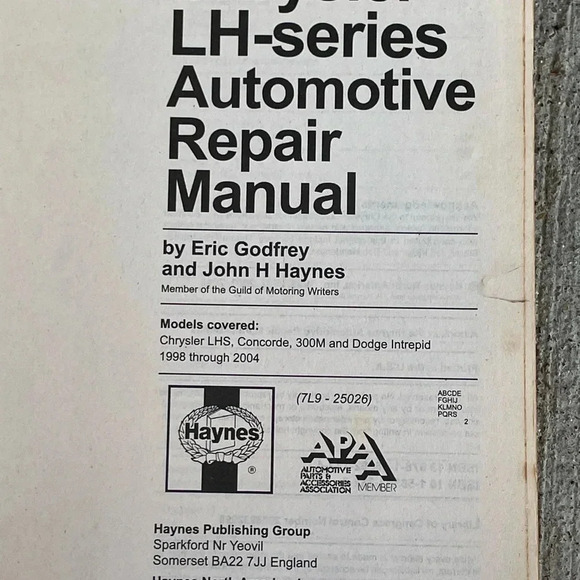 LH-series
Automotive
Repair
Manual
by Eric Godfrey
and John H Haynes
Member of the Guild of Motoring Writers
Models covered:
Chrysler LHS, Concorde, 300M and Dodge Intrepid
1998 through 2004
Haynes
®
(7L9 - 25026)
ABCDE
FGHIJ
KLMNO
PQRS
2
APAA
AUTOMOTIVE
PARTS &
ACCESSORIES
ASSOCIATION
MEMBER
Haynes Publishing Group
Sparkford Nr Yeovil
Somerset BA22 7JJ England